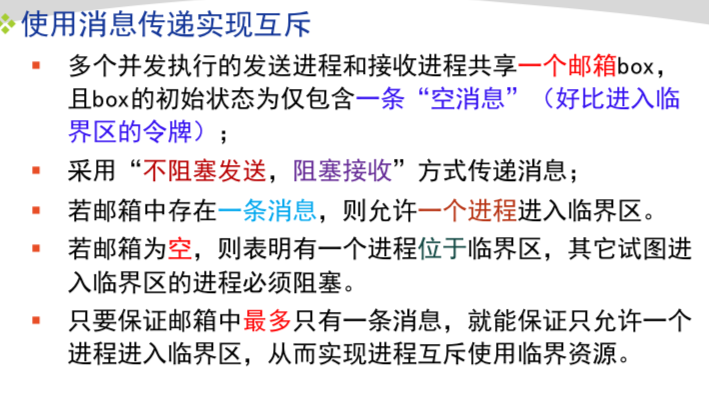 使用消息传递实现互斥
多个并发执行的发送进程和接收进程共享一个邮箱box，
且box的初始状态为仅包含一条“空消息”（好比进入临
界区的令牌）；
采用“不阻塞发送，阻塞接收”方式传递消息；
若邮箱中存在一条消息，则允许一个进程进入临界区。
若邮箱为空，则表明有一个进程位于临界区，其它试图进
入临界区的进程必须阻塞。
只要保证邮箱中最多只有一条消息，就能保证只允许一个
进程进入临界区，从而实现进程互斥使用临界资源。